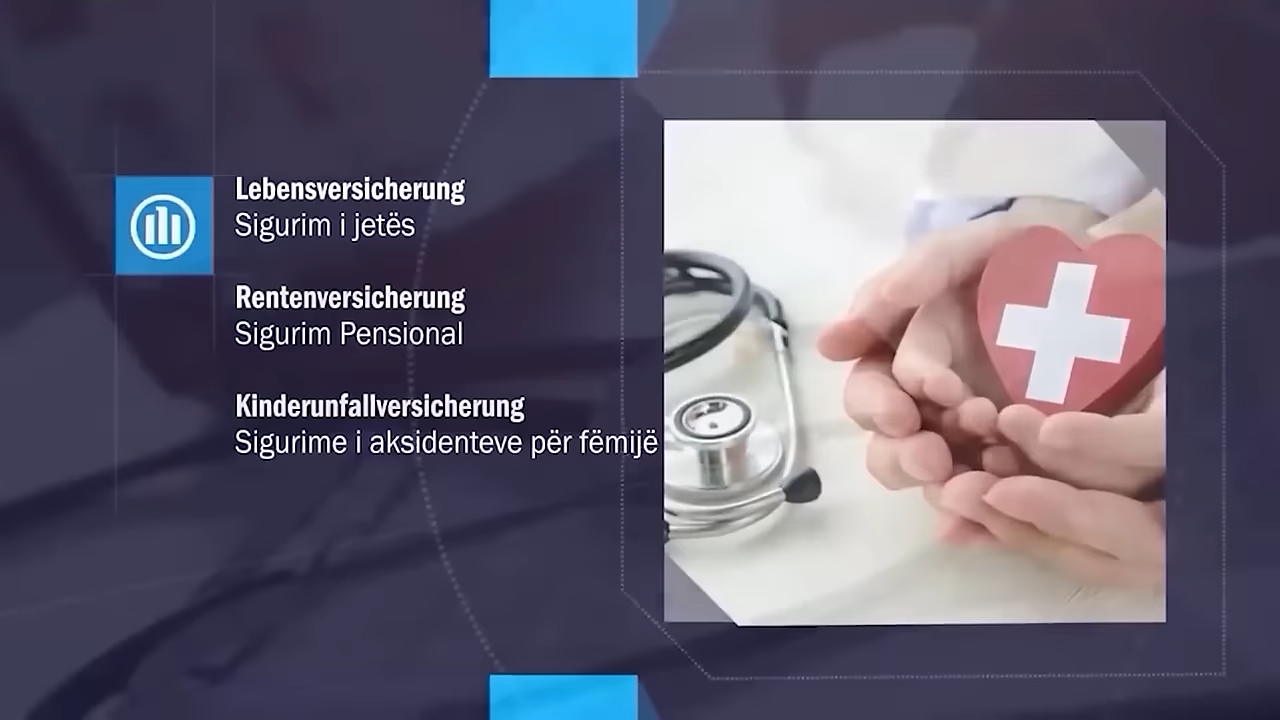 Lebensversicherung
Sigurim i jetës
Rentenversicherung
Sigurim Pensional
Kinderunfallversicherung
Sigurime i aksidenteve për fëmijë